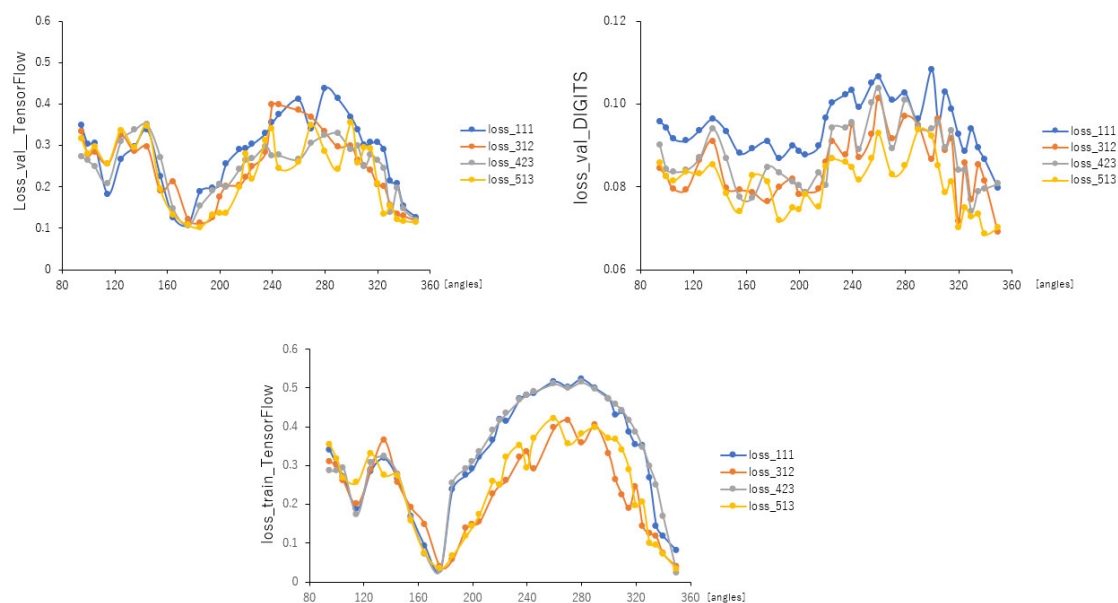 Loss_val__TensorFlow
0.6
0.5
0.4
0.3
0.2
0.1
0
80 120 160 200 240 280 320 360 [angles]
loss_111
loss_312
loss_423
loss_513
loss_val_DIGITS
0.12
0.10
0.08
0.06
80 120 160 200 240 280 320 360 [angles]
loss_111
loss_312
loss_423
loss_513
loss_train_TensorFlow
0.6
0.5
0.4
0.3
0.2
0.1
0
80 120 160 200 240 280 320 360 [angles]
loss_111
loss_312
loss_423
loss_513